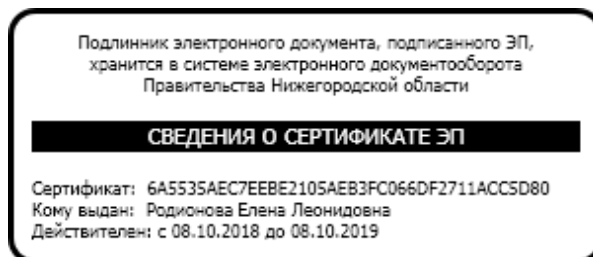 Подлинник электронного документа, подписанного ЭП,
хранится в системе электронного документооборота
Правительства Нижегородской области
СВЕДЕНИЯ О СЕРТИФИКАТЕ ЭП
Сертификат: 6A5535AEC7EEBE2105AEB3FC066DF2711ACC5D80
Кому выдан: Родионова Елена Леонидовна
Действителен: с 08.10.2018 до 08.10.2019